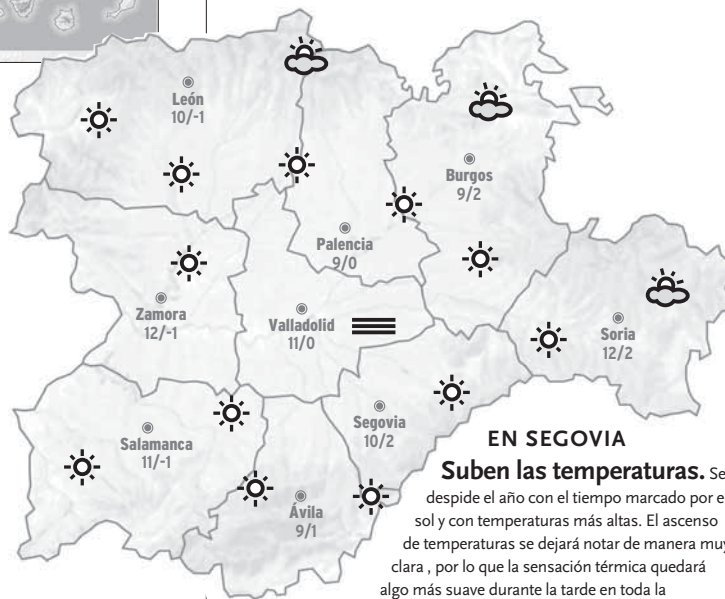 León
10/-1
Burgos
9/2
Palencia
9/0
Zamora
12/-1
Valladolid
11/0
Soria
12/2
Segovia
10/2
Salamanca
11/-1
Ávila
9/1
EN SEGOVIA
Suben las temperaturas. Se
despide el año con el tiempo marcado por e
sol y con temperaturas más altas. El ascenso
de temperaturas se dejará notar de manera muy
clara , por lo que la sensación térmica quedará
algo más suave durante la tarde en toda la